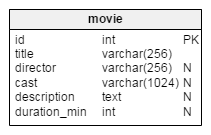 movie
id int PK
title varchar(256)
director varchar(256) N
cast varchar(1024) N
description text N
duration_min int N